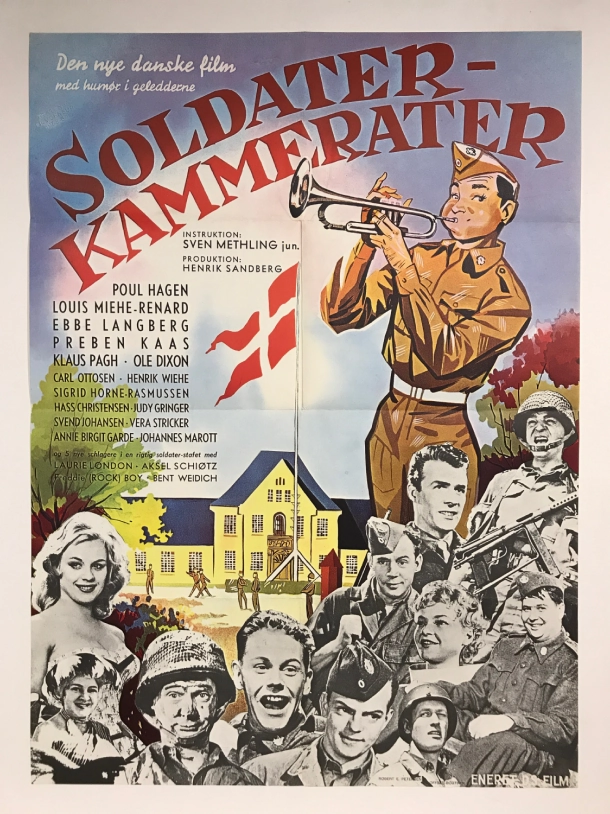 Den nye danske film
med humør i geledderne
SOLDATER-
KAMMERATER
INSTRUKTION:
SVEN METHLING jun.
PRODUKTION:
HENRIK SANDBERG
POUL HAGEN
LOUIS MIEHE-RENARD
EBBE LANGBERG
PREBEN KAAS
KLAUS PAGH · OLE DIXON
CARL OTTOSEN · HENRIK WIEHE
SIGRID HORNE-RASMUSSEN
HASS CHRISTENSEN · JUDY GRINGER
SVEND JOHANSEN · VERA STRICKER
ANNIE BIRGIT GARDE · JOHANNES MAROTT
og 5 nye schlagere i en rigtig soldater-stafet med
LAURIE LONDON · AKSEL SCHIØTZ
Freddie (ROCK) BOY · BENT WEIDICH
ENERET D.S. FILM